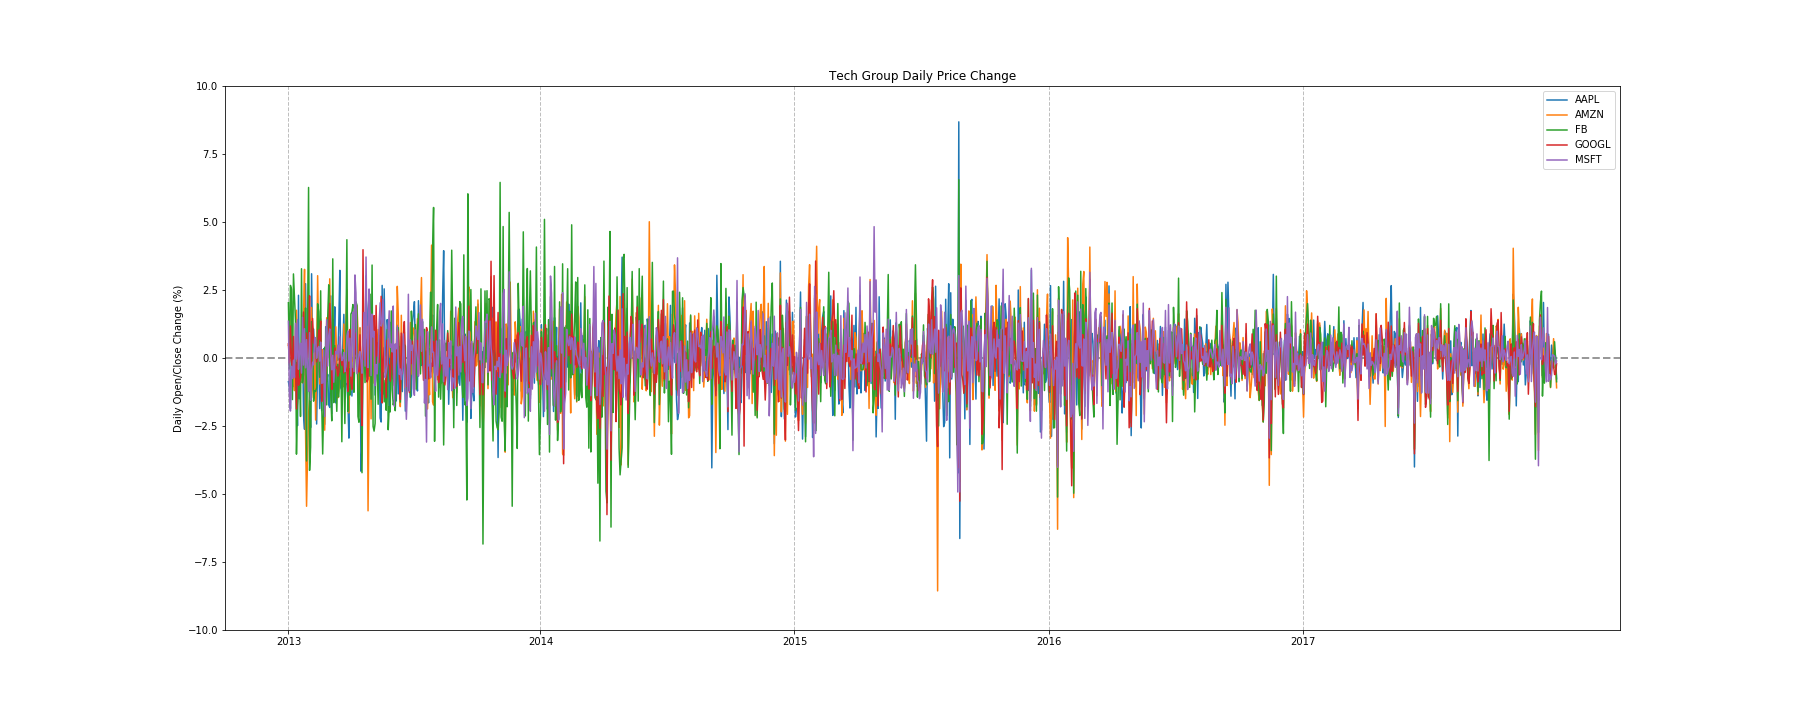 Tech Group Daily Price Change
10.0
7.5
5.0
2.5
0.0
−2.5
−5.0
−7.5
−10.0
Daily Open/Close Change (%)
AAPL
AMZN
FB
GOOGL
MSFT
2013
2014
2015
2016
2017